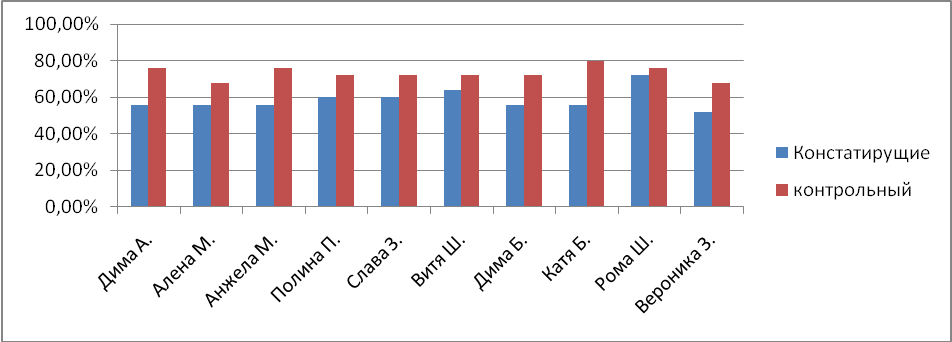 100,00%
80,00%
60,00%
40,00%
20,00%
0,00%
Дима А.
Алена М.
Анжела М.
Полина П.
Слава З.
Витя Ш.
Дима Б.
Катя Б.
Рома Ш.
Вероника З.
Констатирущие
контрольный